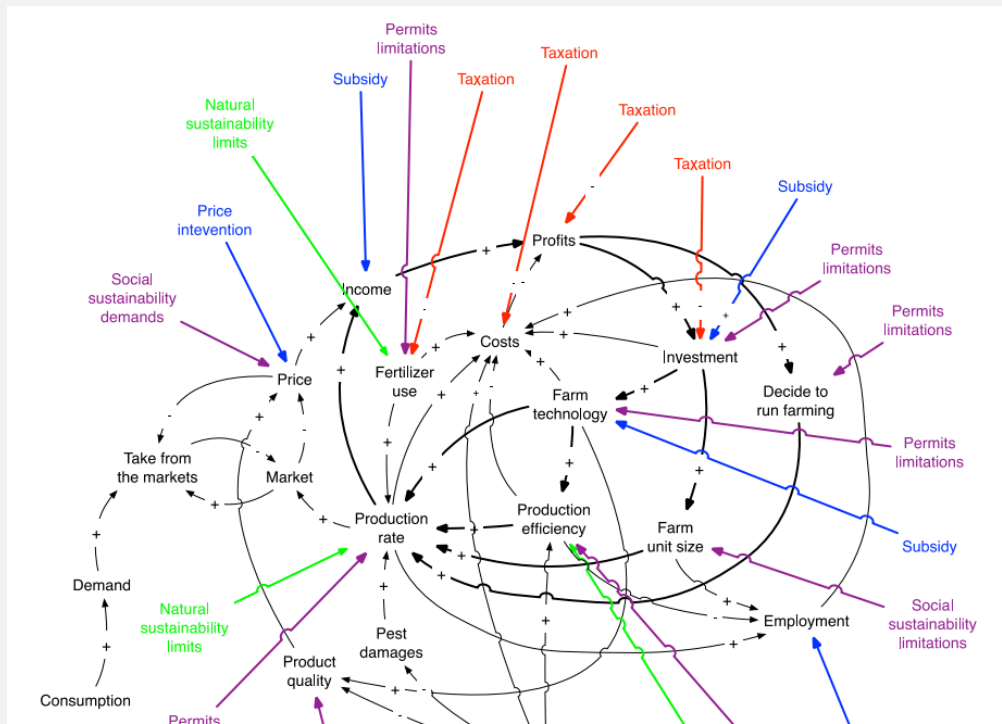 Permits
limitations
Taxation
Subsidy
Taxation
Natural
sustainability
limits
Taxation
Taxation
Subsidy
Price
intevention
Profits
Permits
limitations
Social
sustainability
demands
Income
Permits
limitations
Costs
Investment
Price
Fertilizer
use
Farm
technology
Decide to
run farming
Permits
limitations
Take from
the markets
Market
Production
rate
Production
efficiency
Farm
unit size
Subsidy
Demand
Natural
sustainability
limits
Social
sustainability
limitations
Employment
Pest
damages
Product
quality
Consumption
Permits